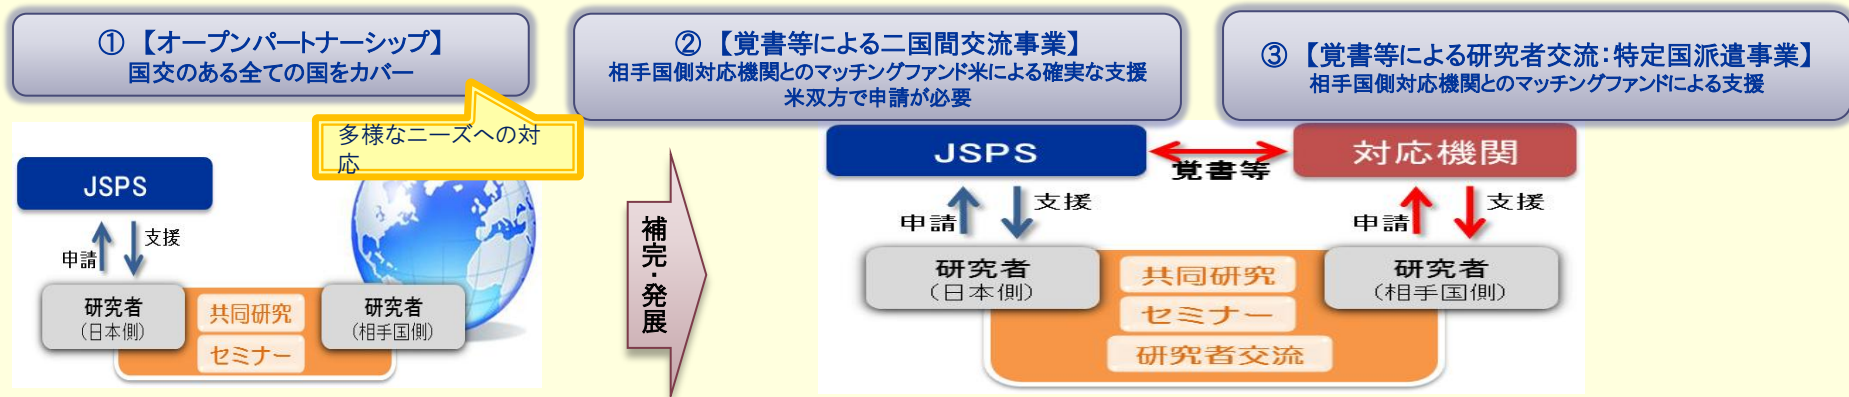 ① 【オープンパートナーシップ】
国交のある全ての国をカバー
② 【覚書等による二国間交流事業】
相手国側対応機関とのマッチングファンド米による確実な支援
米双方で申請が必要
③ 【覚書等による研究者交流：特定国派遣事業】
相手国側対応機関とのマッチングファンドによる支援
多様なニーズへの対
応
JSPS
申請
支援
研究者
（日本側）
共同研究
セミナー
研究者
（相手国側）
補完・発展
JSPS
覚書等
対応機関
申請
支援
申請
支援
研究者
（日本側）
共同研究
セミナー
研究者交流
研究者
（相手国側）